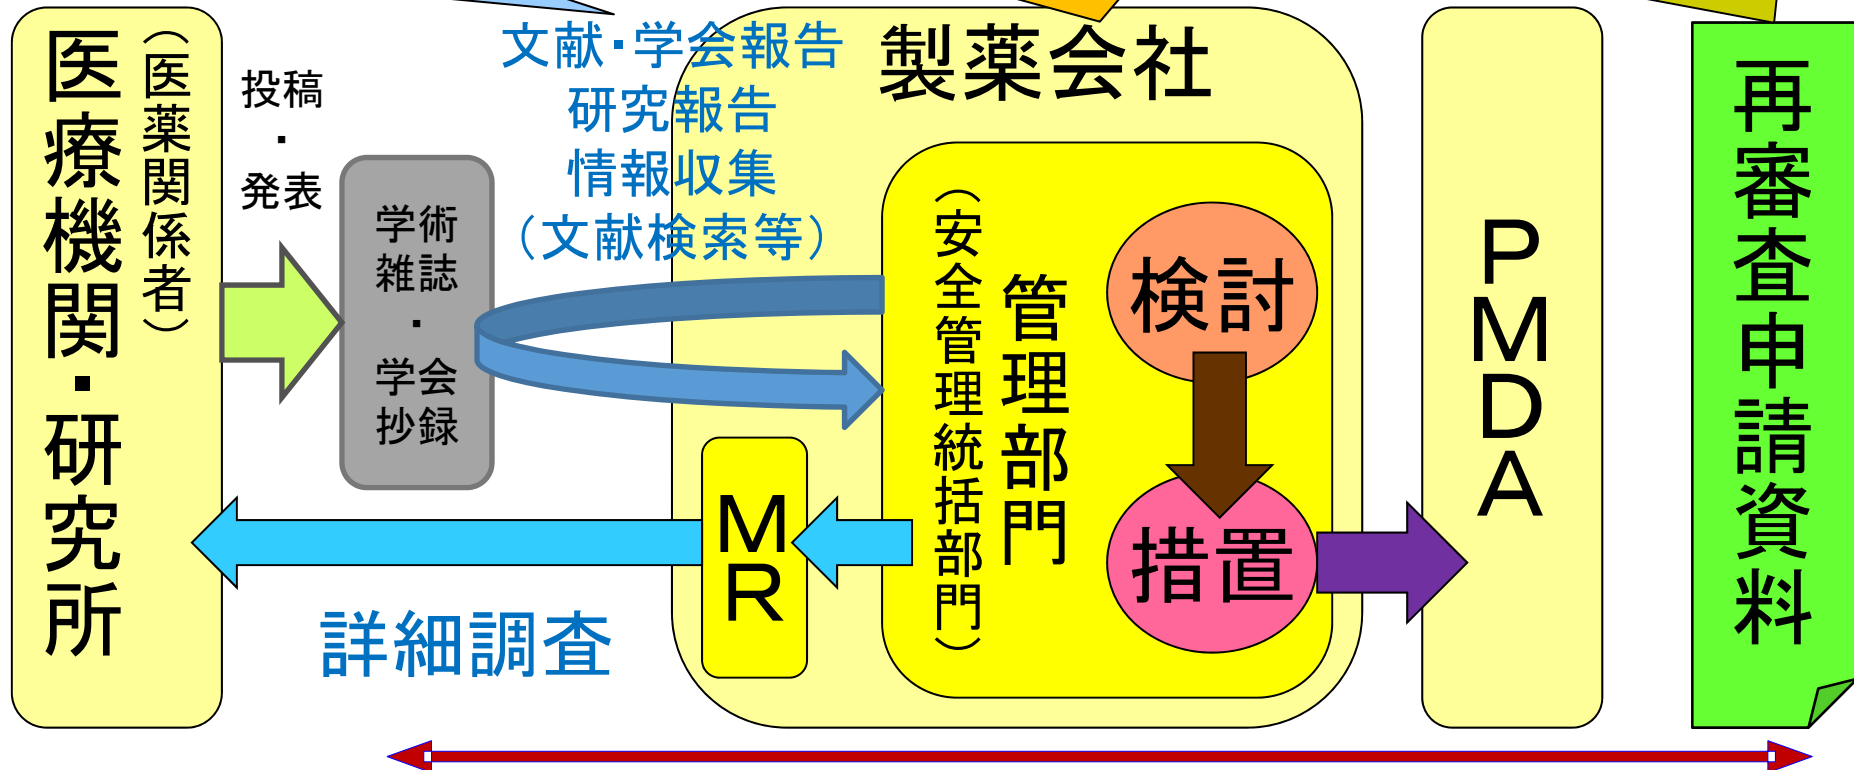 医療機関・研究所
（医薬関係者）
投稿
・
発表
学術
雑誌
・
学会
抄録
文献・学会報告
研究報告
情報収集
（文献検索等）
製薬会社
（安全管理統括部門）
管理部門
検討
措置
MR
詳細調査
PMDA
再審査申請資料